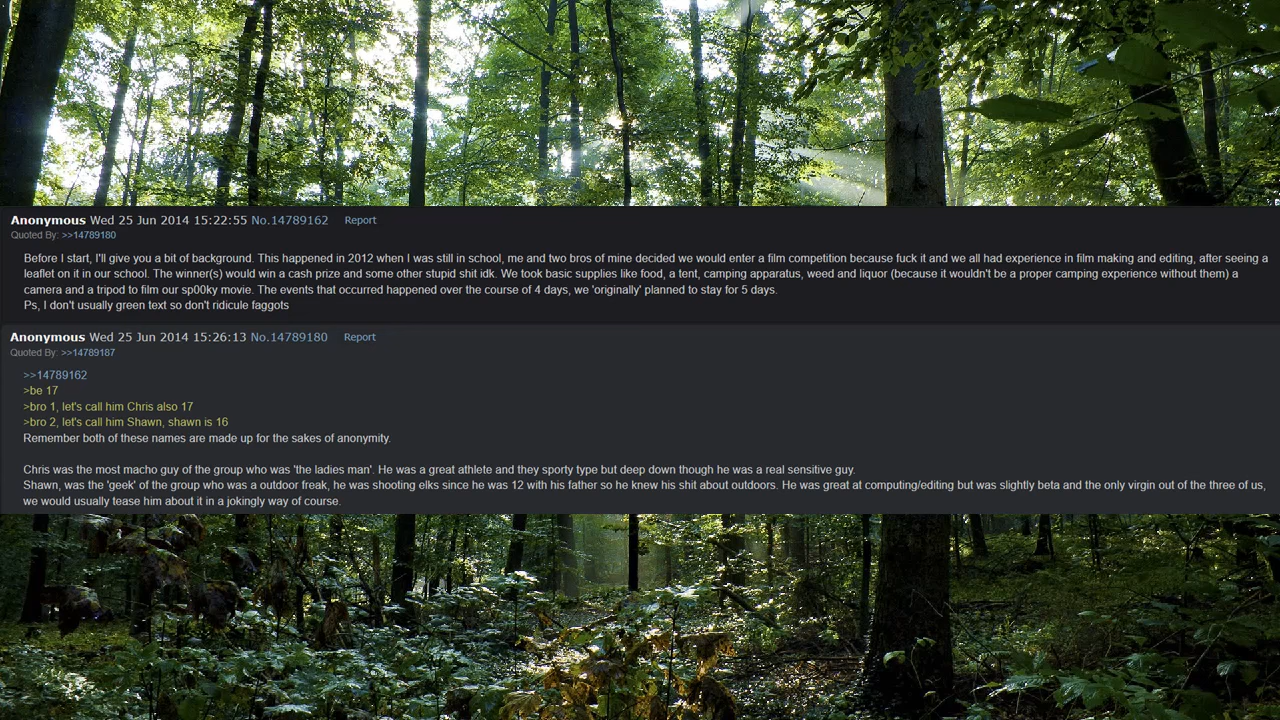 Anonymous Wed 25 Jun 2014 15:22:55 No.14789162 Report
Quoted By: >>14789180
Before I start, I'll give you a bit of background. This happened in 2012 when I was still in school, me and two bros of mine decided we would enter a film competition because fuck it and we all had experience in film making and editing, after seeing a
leaflet on it in our school. The winner(s) would win a cash prize and some other stupid shit idk. We took basic supplies like food, a tent, camping apparatus, weed and liquor (because it wouldn't be a proper camping experience without them) a
camera and a tripod to film our sp00ky movie. The events that occurred happened over the course of 4 days, we 'originally' planned to stay for 5 days.
Ps, I don't usually green text so don't ridicule faggots
Anonymous Wed 25 Jun 2014 15:26:13 No.14789180 Report
Quoted By: >>14789187
>>14789162
>be 17
>bro 1, let's call him Chris also 17
>bro 2, let's call him Shawn, shawn is 16
Remember both of these names are made up for the sakes of anonymity.
Chris was the most macho guy of the group who was 'the ladies man'. He was a great athlete and they sporty type but deep down though he was a real sensitive guy.
Shawn, was the 'geek' of the group who was a outdoor freak, he was shooting elks since he was 12 with his father so he knew his shit about outdoors. He was great at computing/editing but was slightly beta and the only virgin out of the three of us,
we would usually tease him about it in a jokingly way of course.